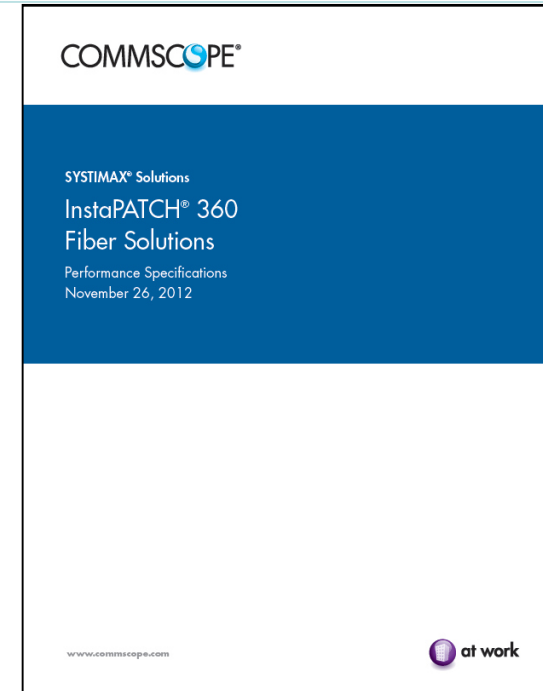 COMMSCOPE®
SYSTIMAX® Solutions
InstaPATCH® 360
Fiber Solutions
Performance Specifications
November 26, 2012
www.commscope.com
at work